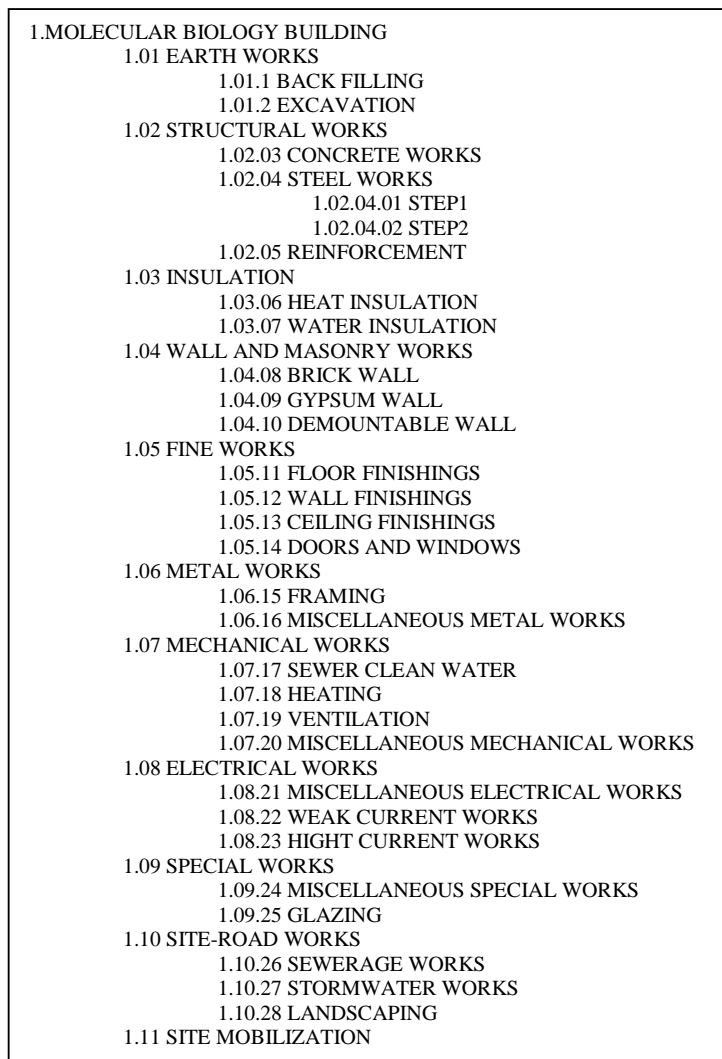 1.MOLECULAR BIOLOGY BUILDING
1.01 EARTH WORKS
1.01.1 BACK FILLING
1.01.2 EXCAVATION
1.02 STRUCTURAL WORKS
1.02.03 CONCRETE WORKS
1.02.04 STEEL WORKS
1.02.04.01 STEP1
1.02.04.02 STEP2
1.02.05 REINFORCEMENT
1.03 INSULATION
1.03.06 HEAT INSULATION
1.03.07 WATER INSULATION
1.04 WALL AND MASONRY WORKS
1.04.08 BRICK WALL
1.04.09 GYPSUM WALL
1.04.10 DEMOUNTABLE WALL
1.05 FINE WORKS
1.05.11 FLOOR FINISHINGS
1.05.12 WALL FINISHINGS
1.05.13 CEILING FINISHINGS
1.05.14 DOORS AND WINDOWS
1.06 METAL WORKS
1.06.15 FRAMING
1.06.16 MISCELLANEOUS METAL WORKS
1.07 MECHANICAL WORKS
1.07.17 SEWER CLEAN WATER
1.07.18 HEATING
1.07.19 VENTILATION
1.07.20 MISCELLANEOUS MECHANICAL WORKS
1.08 ELECTRICAL WORKS
1.08.21 MISCELLANEOUS ELECTRICAL WORKS
1.08.22 WEAK CURRENT WORKS
1.08.23 HIGHT CURRENT WORKS
1.09 SPECIAL WORKS
1.09.24 MISCELLANEOUS SPECIAL WORKS
1.09.25 GLAZING
1.10 SITE-ROAD WORKS
1.10.26 SEWERAGE WORKS
1.10.27 STORMWATER WORKS
1.10.28 LANDSCAPING
1.11 SITE MOBILIZATION